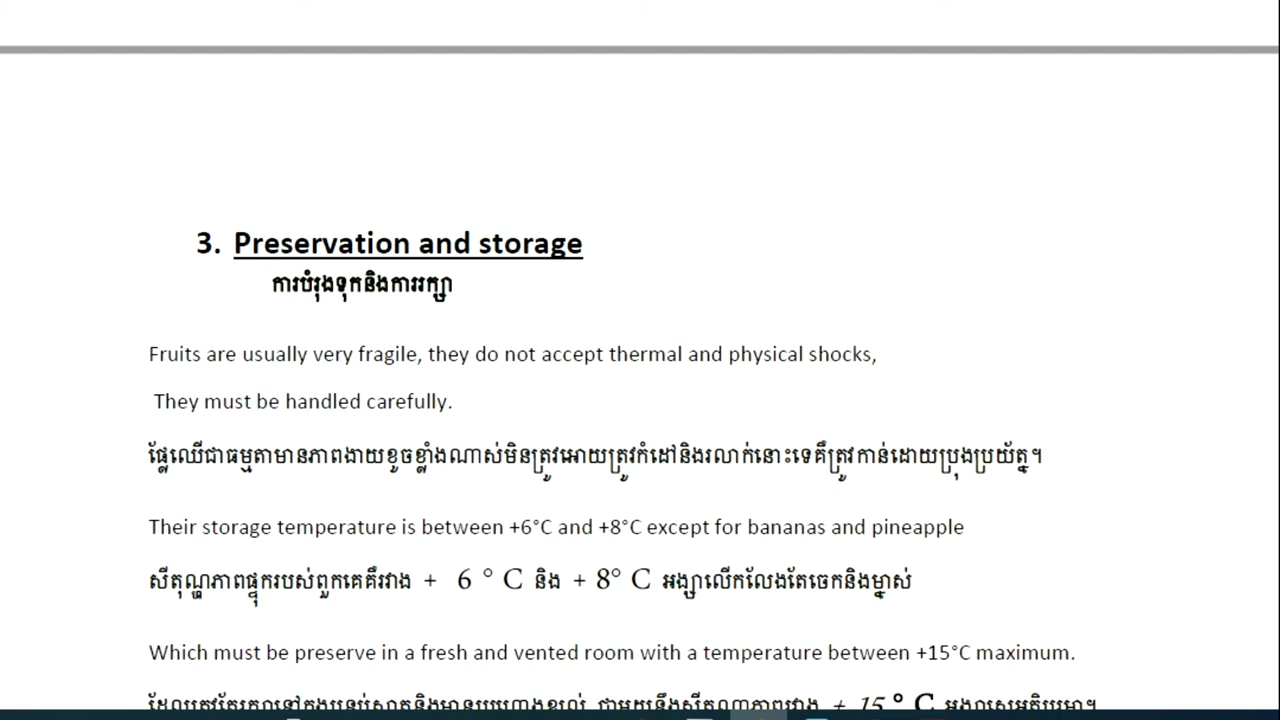 3. Preservation and storage
ការបំរុងទុកនិងការរក្សា
Fruits are usually very fragile, they do not accept thermal and physical shocks,
They must be handled carefully.
ផ្លែឈើជាធម្មតាមានភាពងាយខូចខ្លាំងណាស់មិនត្រូវអោយត្រូវកំដៅនិងរលាក់នោះទេគឺត្រូវកាន់ដោយប្រុងប្រយ័ត្ន។
Their storage temperature is between +6°C and +8°C except for bananas and pineapple
សីតុណ្ហភាពផ្ទុករបស់ពួកគេគឺរវាង + 6 ° C និង + 8° C អង្សាលើកលែងតែចេកនិងម្នាស់
Which must be preserve in a fresh and vented room with a temperature between +15°C maximum.
+ 15 ° C